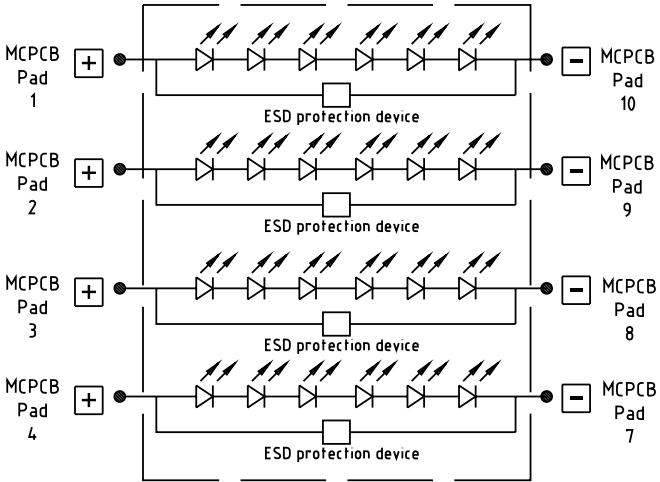 MCPCB
Pad
1
+
-
MCPCB
Pad
10
ESD protection device
MCPCB
Pad
2
+
-
MCPCB
Pad
9
ESD protection device
MCPCB
Pad
3
+
-
MCPCB
Pad
8
ESD protection device
MCPCB
Pad
4
+
-
MCPCB
Pad
7
ESD protection device